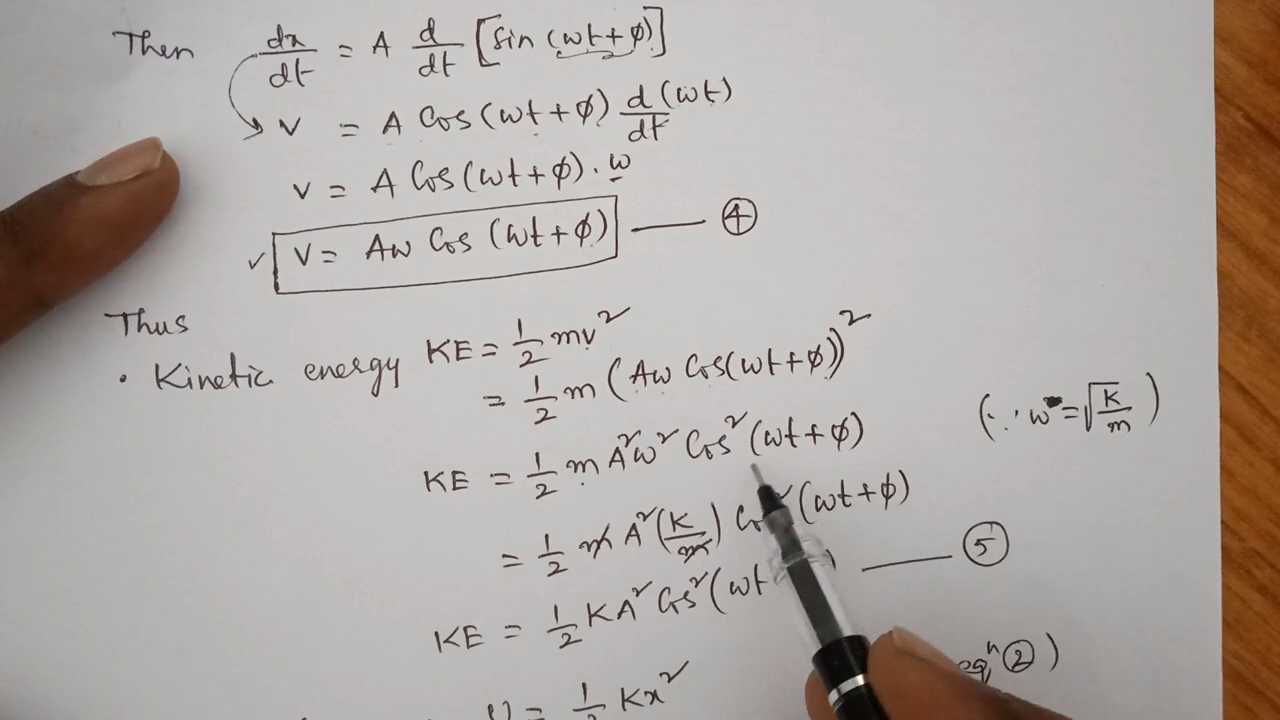 Then dx/dt = A d/dt [Sin (ωt+φ)]
v = A Cos(ωt+φ) d(ωt)/dt
v = A Cos(ωt+φ). ω
✓ v = Aω Cos (ωt+φ) —— ④
Thus
• Kinetic energy KE = 1/2 mv²
= 1/2 m (Aω Cos(ωt+φ))²
KE = 1/2 m A²ω² Cos² (ωt+φ) (∵ ω = √K/m)
= 1/2 m A² (K/m) (ωt+φ)
KE = 1/2 KA² Cos² (ωt —— ⑤
= 1/2 Kx² eqⁿ ②)